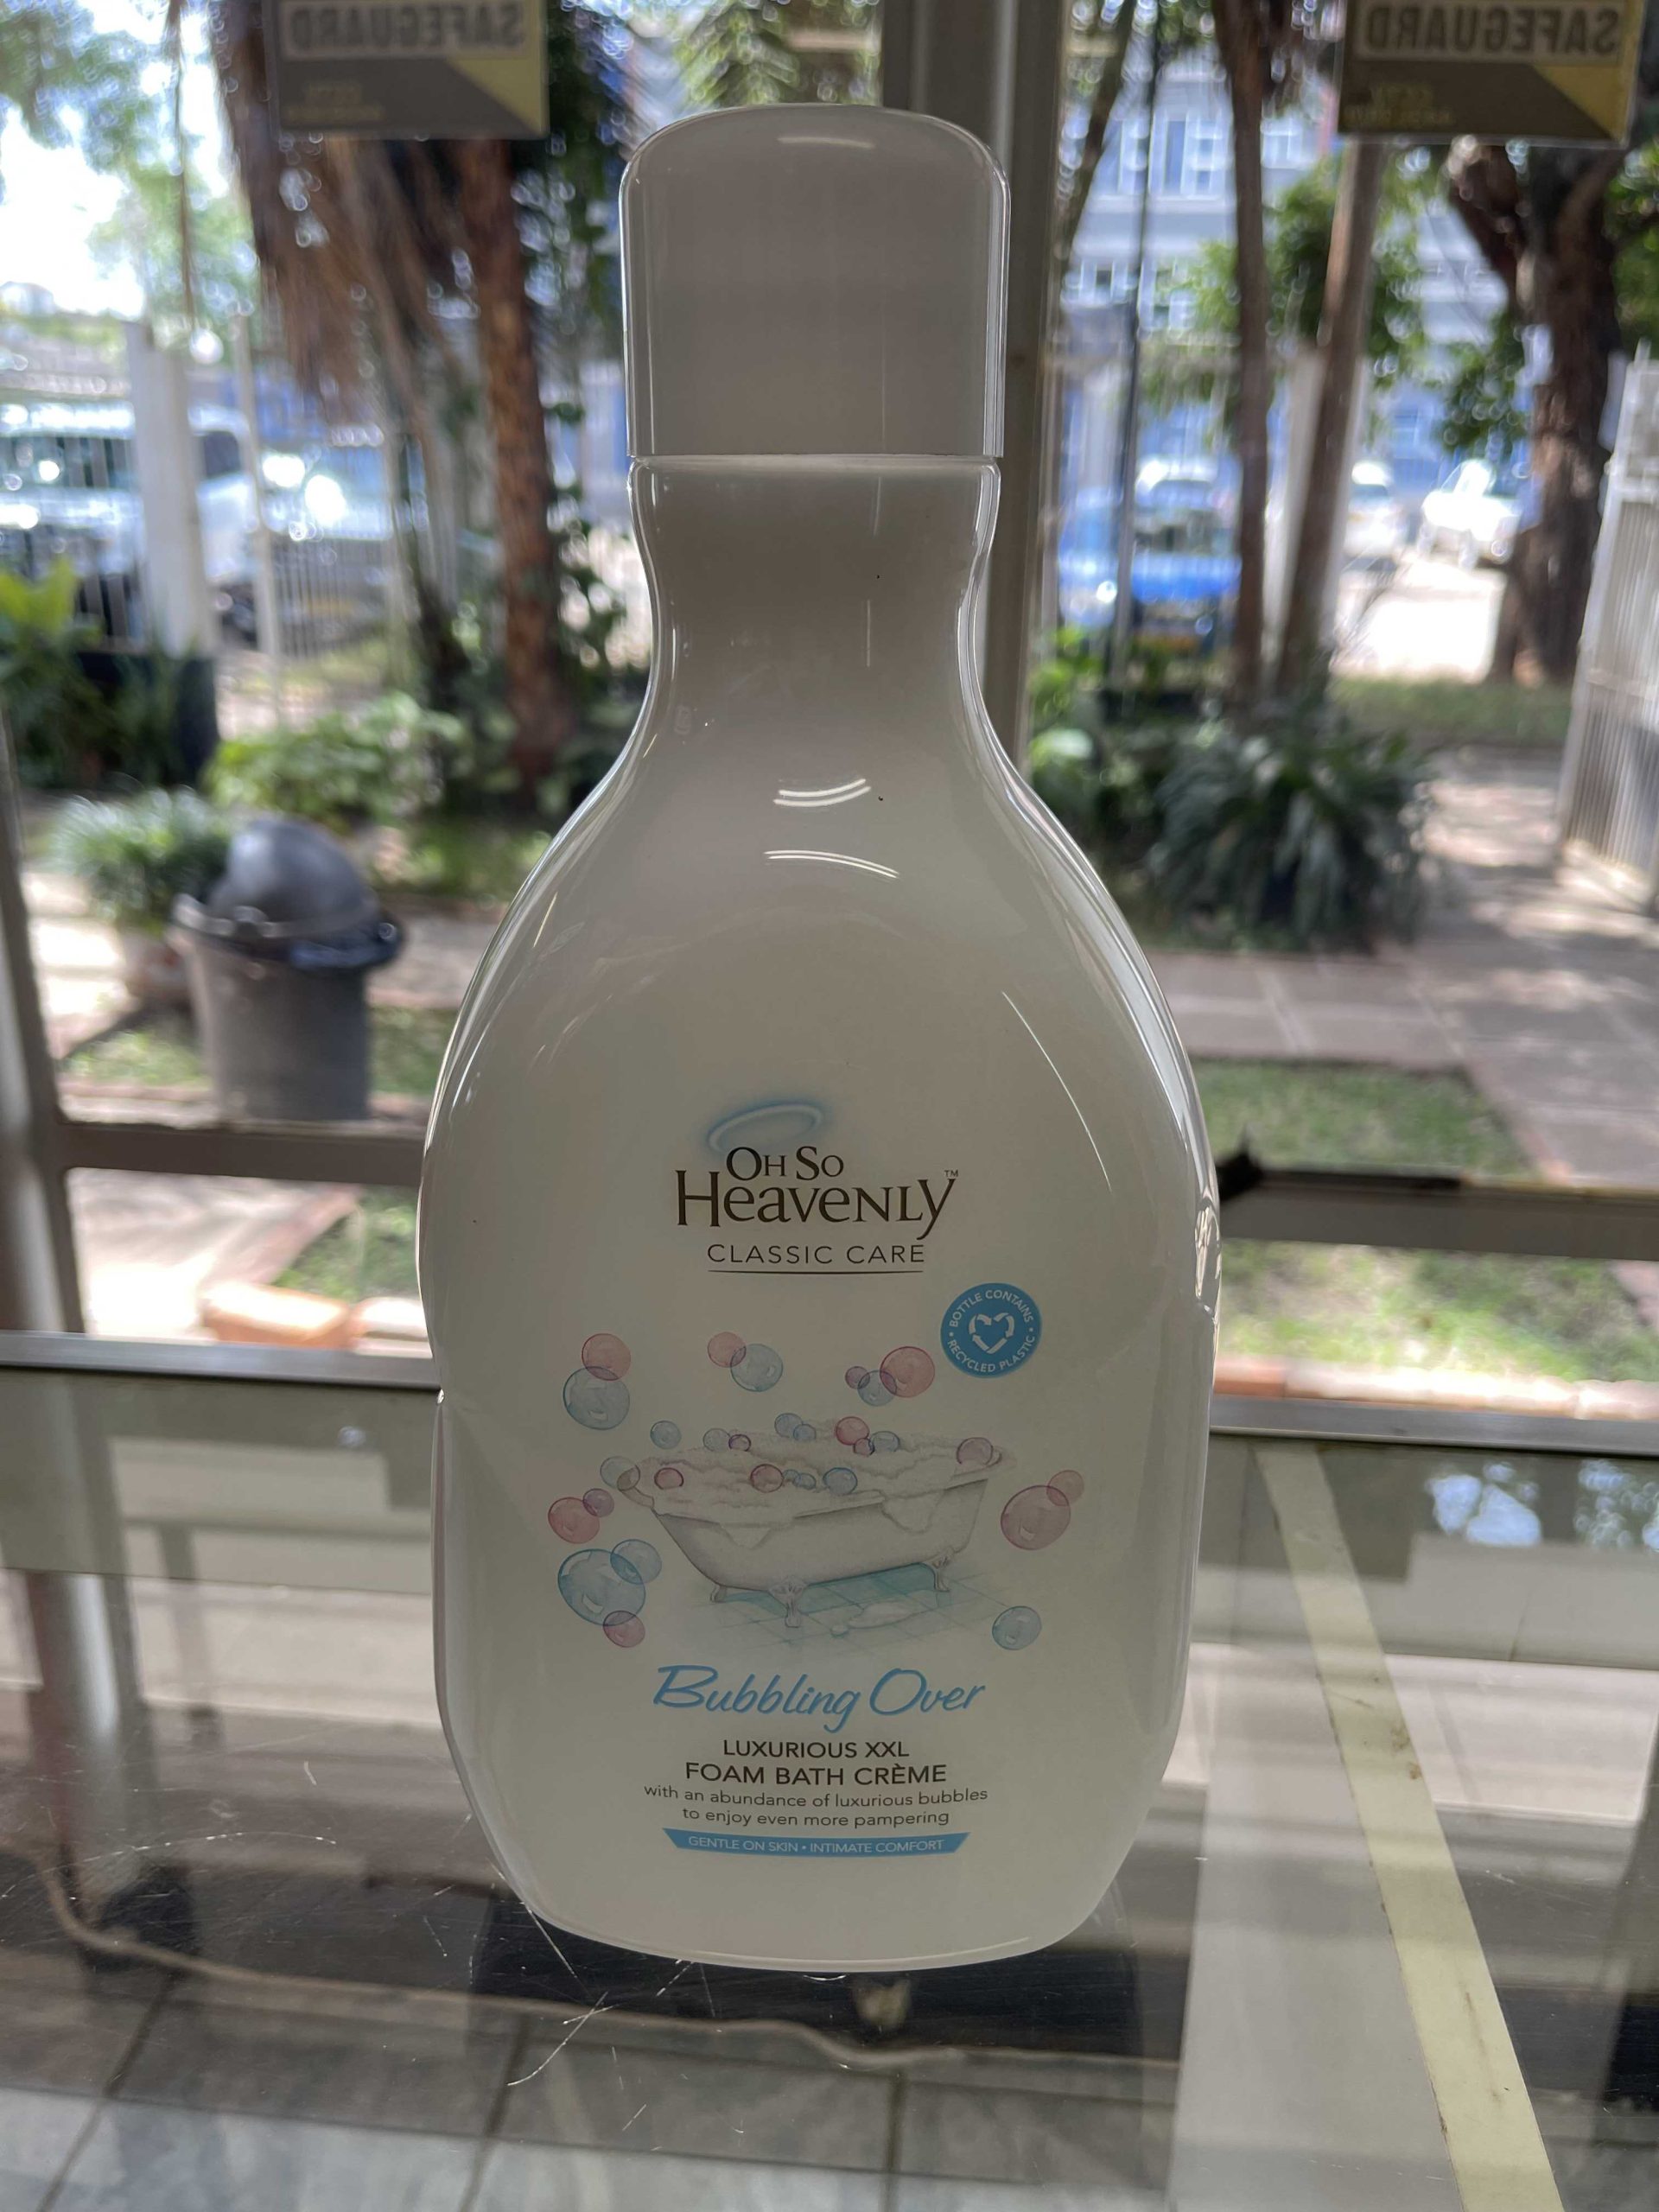 SAFEGUARD
SAFEGUARD
OH SO
HEAVENLY™
CLASSIC CARE
BOTTLE CONTAINS • RECYCLED PLASTIC •
Bubbling Over
LUXURIOUS XXL
FOAM BATH CRÈME
with an abundance of luxurious bubbles
to enjoy even more pampering
GENTLE ON SKIN • INTIMATE COMFORT